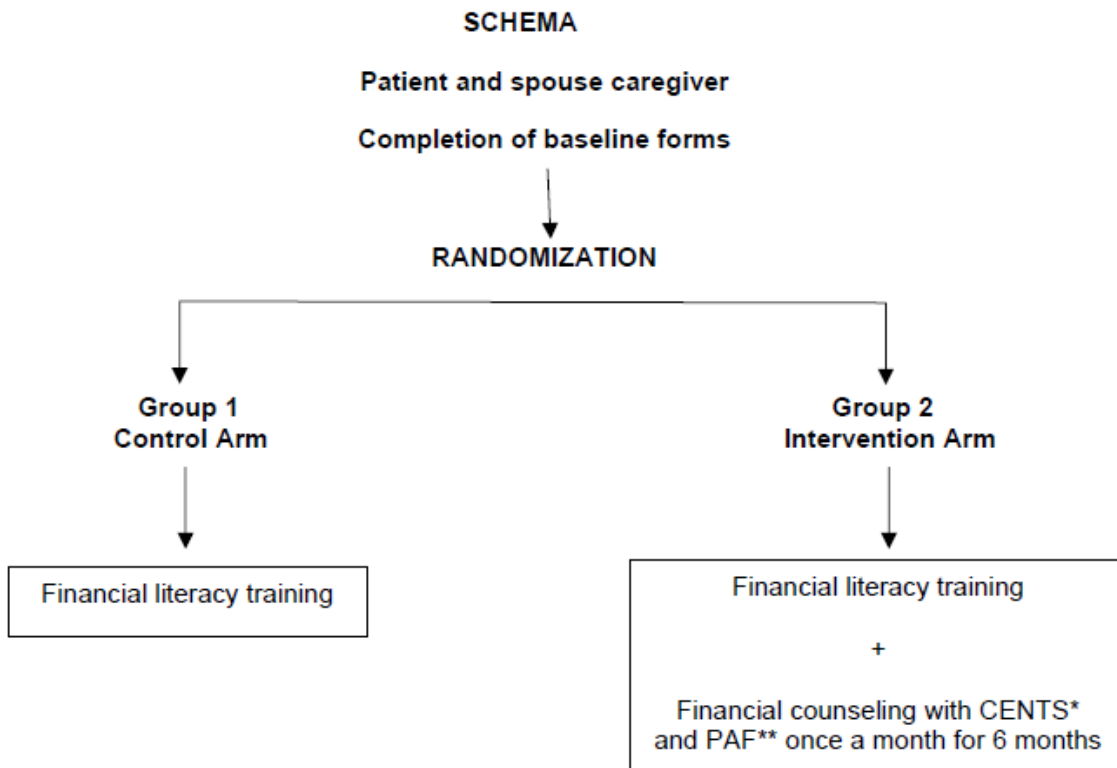 SCHEMA
Patient and spouse caregiver
Completion of baseline forms
RANDOMIZATION
Group 1
Control Arm
Group 2
Intervention Arm
Financial literacy training
Financial literacy training
+
Financial counseling with CENTS*
and PAF** once a month for 6 months